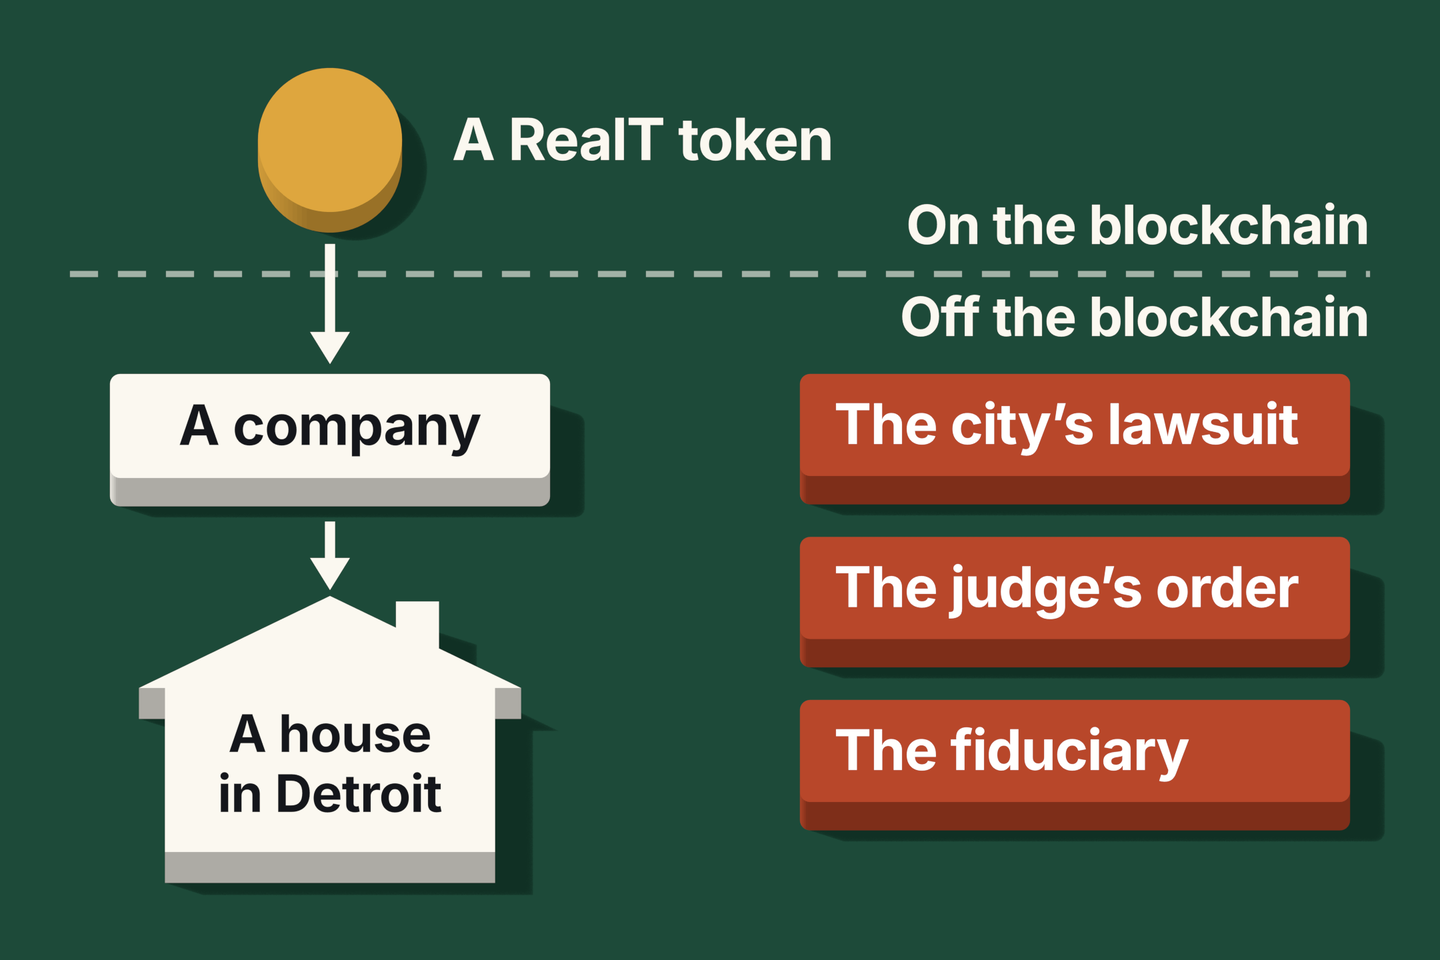 A RealT token
On the blockchain
Off the blockchain
A company
A house
in Detroit
The city’s lawsuit
The judge’s order
The fiduciary